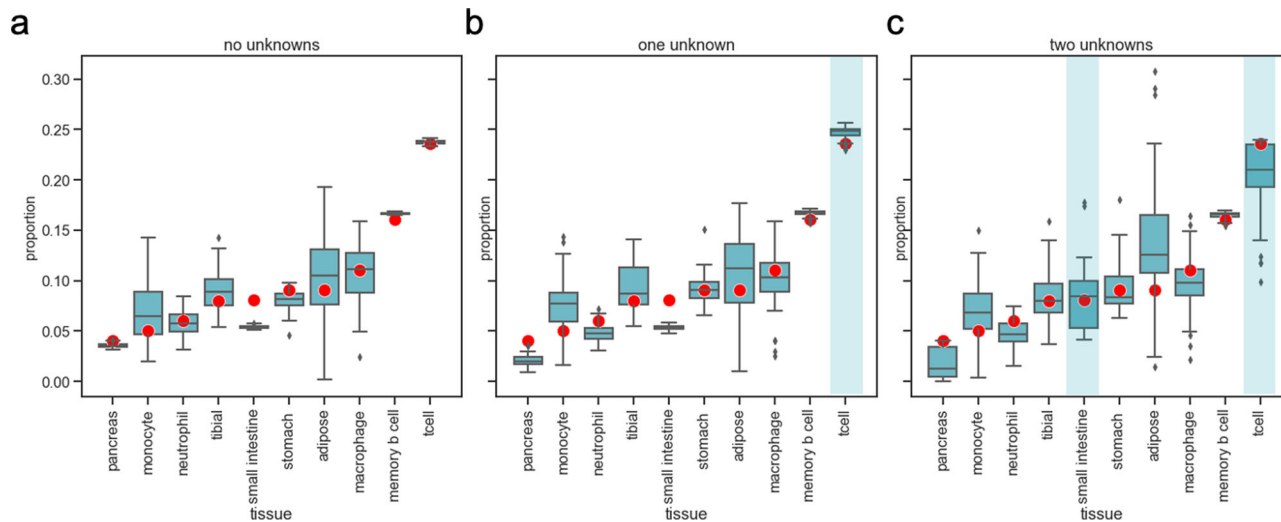 a
no unknowns
proportion
0.30
0.25
0.20
0.15
0.10
0.05
0.00
pancreas
monocyte
neutrophil
tibial
small intestine
stomach
adipose
macrophage
memory b cell
tcell
tissue
b
one unknown
proportion
pancreas
monocyte
neutrophil
tibial
small intestine
stomach
adipose
macrophage
memory b cell
tcell
tissue
c
two unknowns
proportion
pancreas
monocyte
neutrophil
tibial
small intestine
stomach
adipose
macrophage
memory b cell
tcell
tissue